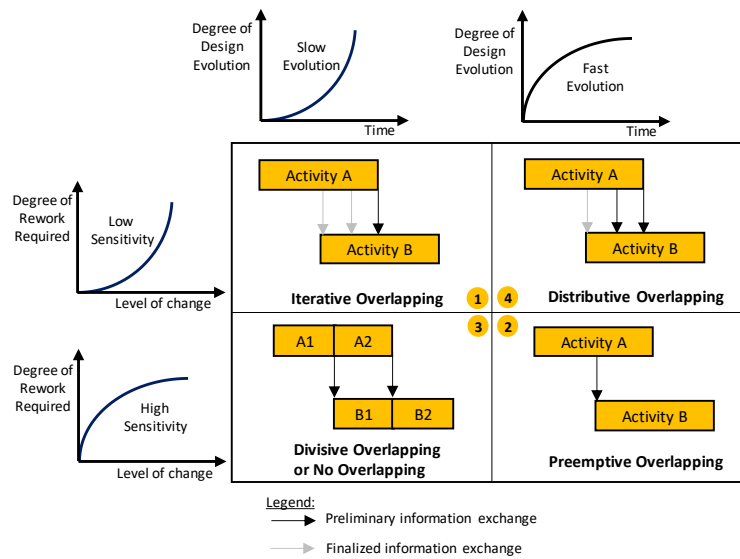 Degree of
Design
Evolution
Slow
Evolution
Time
Degree of
Design
Evolution
Fast
Evolution
Time
Degree of
Rework
Required
Low
Sensitivity
Level of change
Activity A
Activity B
Iterative Overlapping
1
Activity A
Activity B
Distributive Overlapping
4
Degree of
Rework
Required
High
Sensitivity
Level of change
3
A1
A2
B1
B2
Divisive Overlapping
or No Overlapping
2
Activity A
Activity B
Preemptive Overlapping
Legend:
Preliminary information exchange
Finalized information exchange